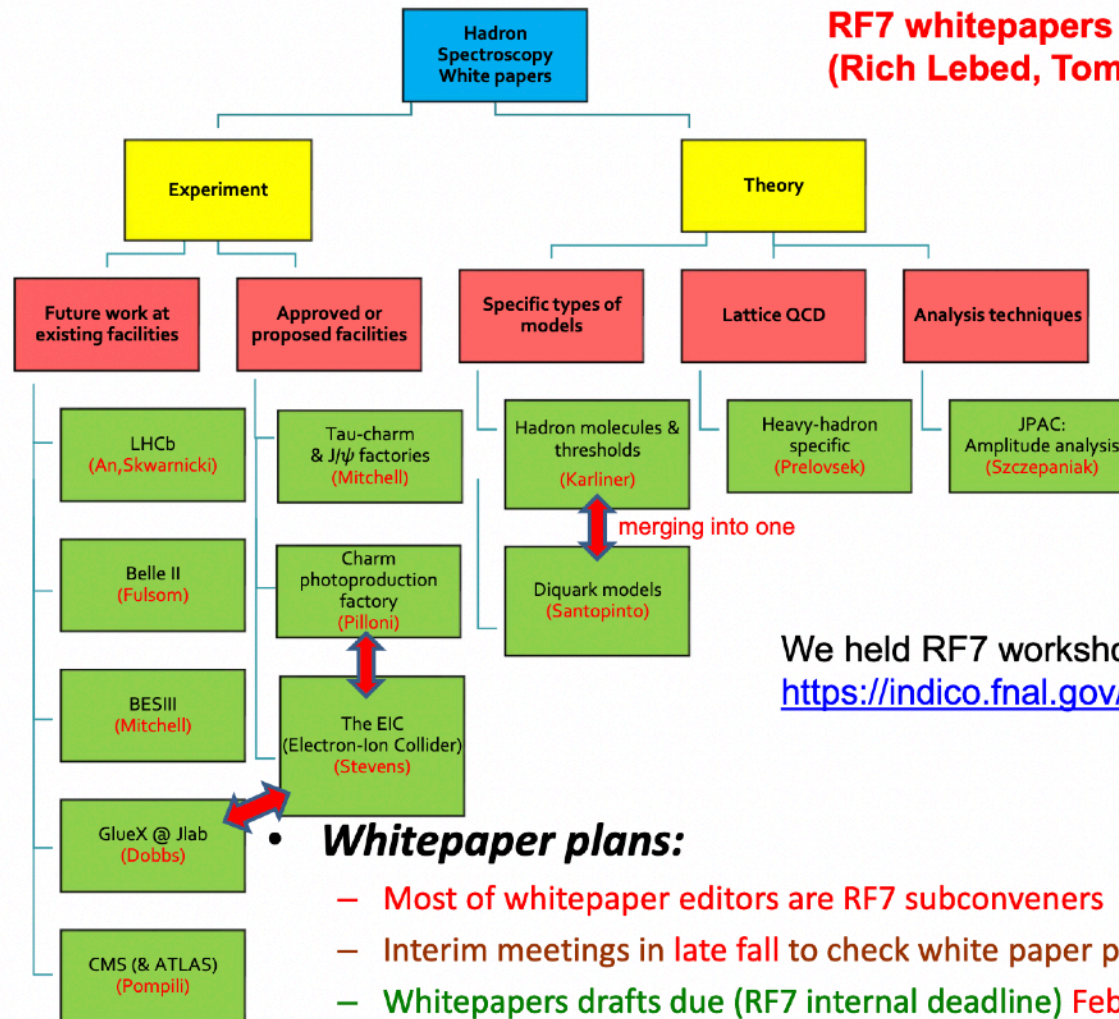 RF7 whitepapers
(Rich Lebed, Tom
Hadron
Spectroscopy
White papers
Experiment
Theory
Future work at
existing facilities
Approved or
proposed facilities
Specific types of
models
Lattice QCD
Analysis techniques
LHCb
(An,Skwarnicki)
Tau-charm
& J/ψ factories
(Mitchell)
Hadron molecules &
thresholds
(Karliner)
Heavy-hadron
specific
(Prelovsek)
JPAC:
Amplitude analysis
(Szczepaniak)
merging into one
Belle II
(Fulsom)
Charm
photoproduction
factory
(Pilloni)
Diquark models
(Santopinto)
BESIII
(Mitchell)
The EIC
(Electron-Ion Collider)
(Stevens)
We held RF7 worksho
https://indico.fnal.gov/
GlueX @ Jlab
(Dobbs)
CMS (& ATLAS)
(Pompili)
• Whitepaper plans:
– Most of whitepaper editors are RF7 subconveners
– Interim meetings in late fall to check white paper p
– Whitepapers drafts due (RF7 internal deadline) Feb